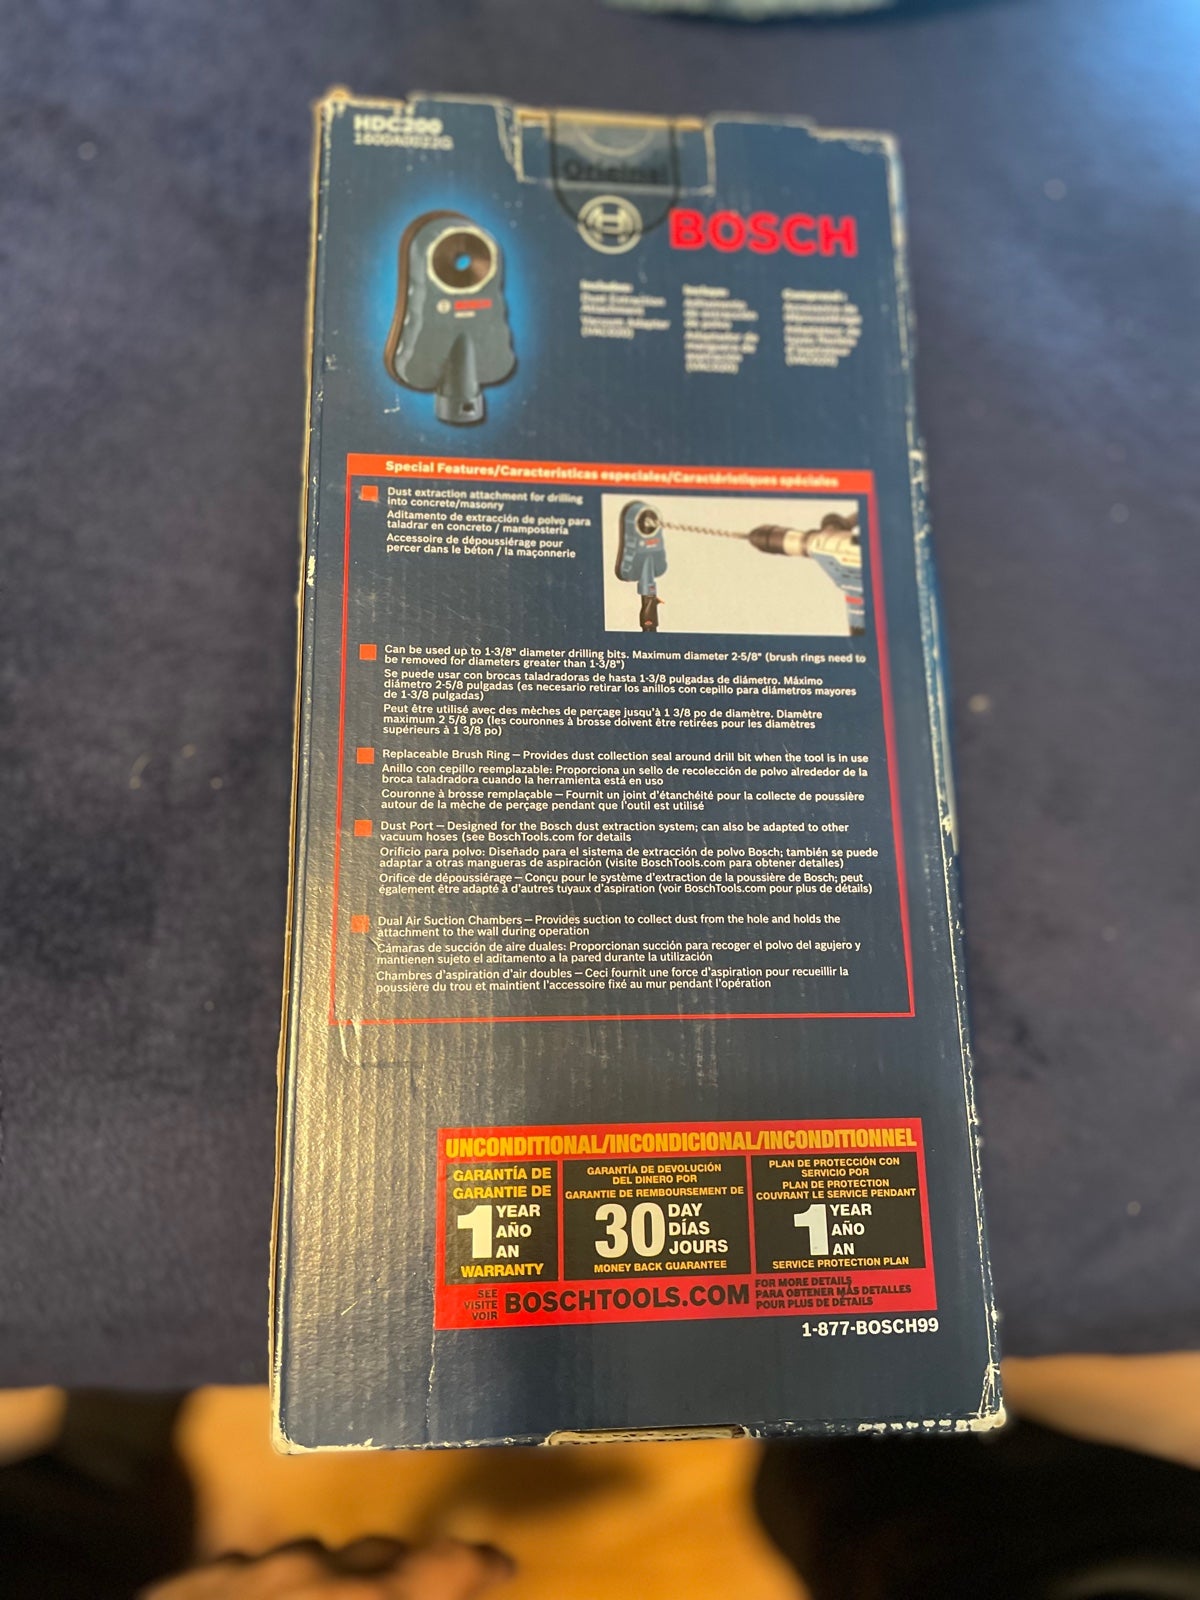 HDC200
1600A0022G
Original
BOSCH
Includes:
Dust Extraction
Attachment
Vacuum Adapter
Incluye:
Aditamento
de extracción
de polvo
Adaptador de
Comprend :
Special Features/Características especiales/Caractéristiques spéciales
Dust extraction attachment for drilling
into concrete/masonry
Aditamento de extracción de polvo para
taladrar en concreto / mampostería
Accessoire de dépoussiérage pour
percer dans le béton / la maçonnerie
Can be used up to 1-3/8" diameter drilling bits. Maximum diameter 2-5/8" (brush rings need to
be removed for diameters greater than 1-3/8")
Se puede usar con brocas taladradoras de hasta 1-3/8 pulgadas de diámetro. Máximo
diámetro 2-5/8 pulgadas (es necesario retirar los anillos con cepillo para diámetros mayores
de 1-3/8 pulgadas)
Peut être utilisé avec des mèches de perçage jusqu'à 1 3/8 po de diamètre. Diamètre
maximum 2 5/8 po (les couronnes à brosse doivent être retirées pour les diamètres
supérieurs à 1 3/8 po)
Replaceable Brush Ring – Provides dust collection seal around drill bit when the tool is in use
Anillo con cepillo reemplazable: Proporciona un sello de recolección de polvo alrededor de la
broca taladradora cuando la herramienta está en uso
Couronne à brosse remplaçable – Fournit un joint d'étanchéité pour la collecte de poussière
autour de la mèche de perçage pendant que l'outil est utilisé
Dust Port – Designed for the Bosch dust extraction system; can also be adapted to other
vacuum hoses (see BoschTools.com for details
Orificio para polvo: Diseñado para el sistema de extracción de polvo Bosch; también se puede
adaptar a otras mangueras de aspiración (visite BoschTools.com para obtener detalles)
Orifice de dépoussiérage – Conçu pour le système d'extraction de la poussière de Bosch; peut
également être adapté à d'autres tuyaux d'aspiration (voir BoschTools.com pour plus de détails)
Dual Air Suction Chambers – Provides suction to collect dust from the hole and holds the
attachment to the wall during operation
Cámaras de succión de aire duales: Proporcionan succión para recoger el polvo del agujero y
mantienen sujeto el aditamento a la pared durante la utilización
Chambres d'aspiration d'air doubles – Ceci fournit une force d'aspiration pour recueillir la
poussière du trou et maintient l'accessoire fixé au mur pendant l'opération
UNCONDITIONAL/INCONDICIONAL/INCONDITIONNEL
GARANTÍA DE
GARANTIE DE
1 YEAR
AÑO
AN
WARRANTY
GARANTÍA DE DEVOLUCIÓN
DEL DINERO POR
GARANTIE DE REMBOURSEMENT DE
30 DAY
DÍAS
JOURS
MONEY BACK GUARANTEE
PLAN DE PROTECCIÓN CON
SERVICIO POR
PLAN DE PROTECTION
COUVRANT LE SERVICE PENDANT
1 YEAR
AÑO
AN
SERVICE PROTECTION PLAN
SEE
VISITE
VOIR
BOSCHTOOLS.COM
FOR MORE DETAILS
PARA OBTENER MÁS DETALLES
POUR PLUS DE DÉTAILS
1-877-BOSCH99